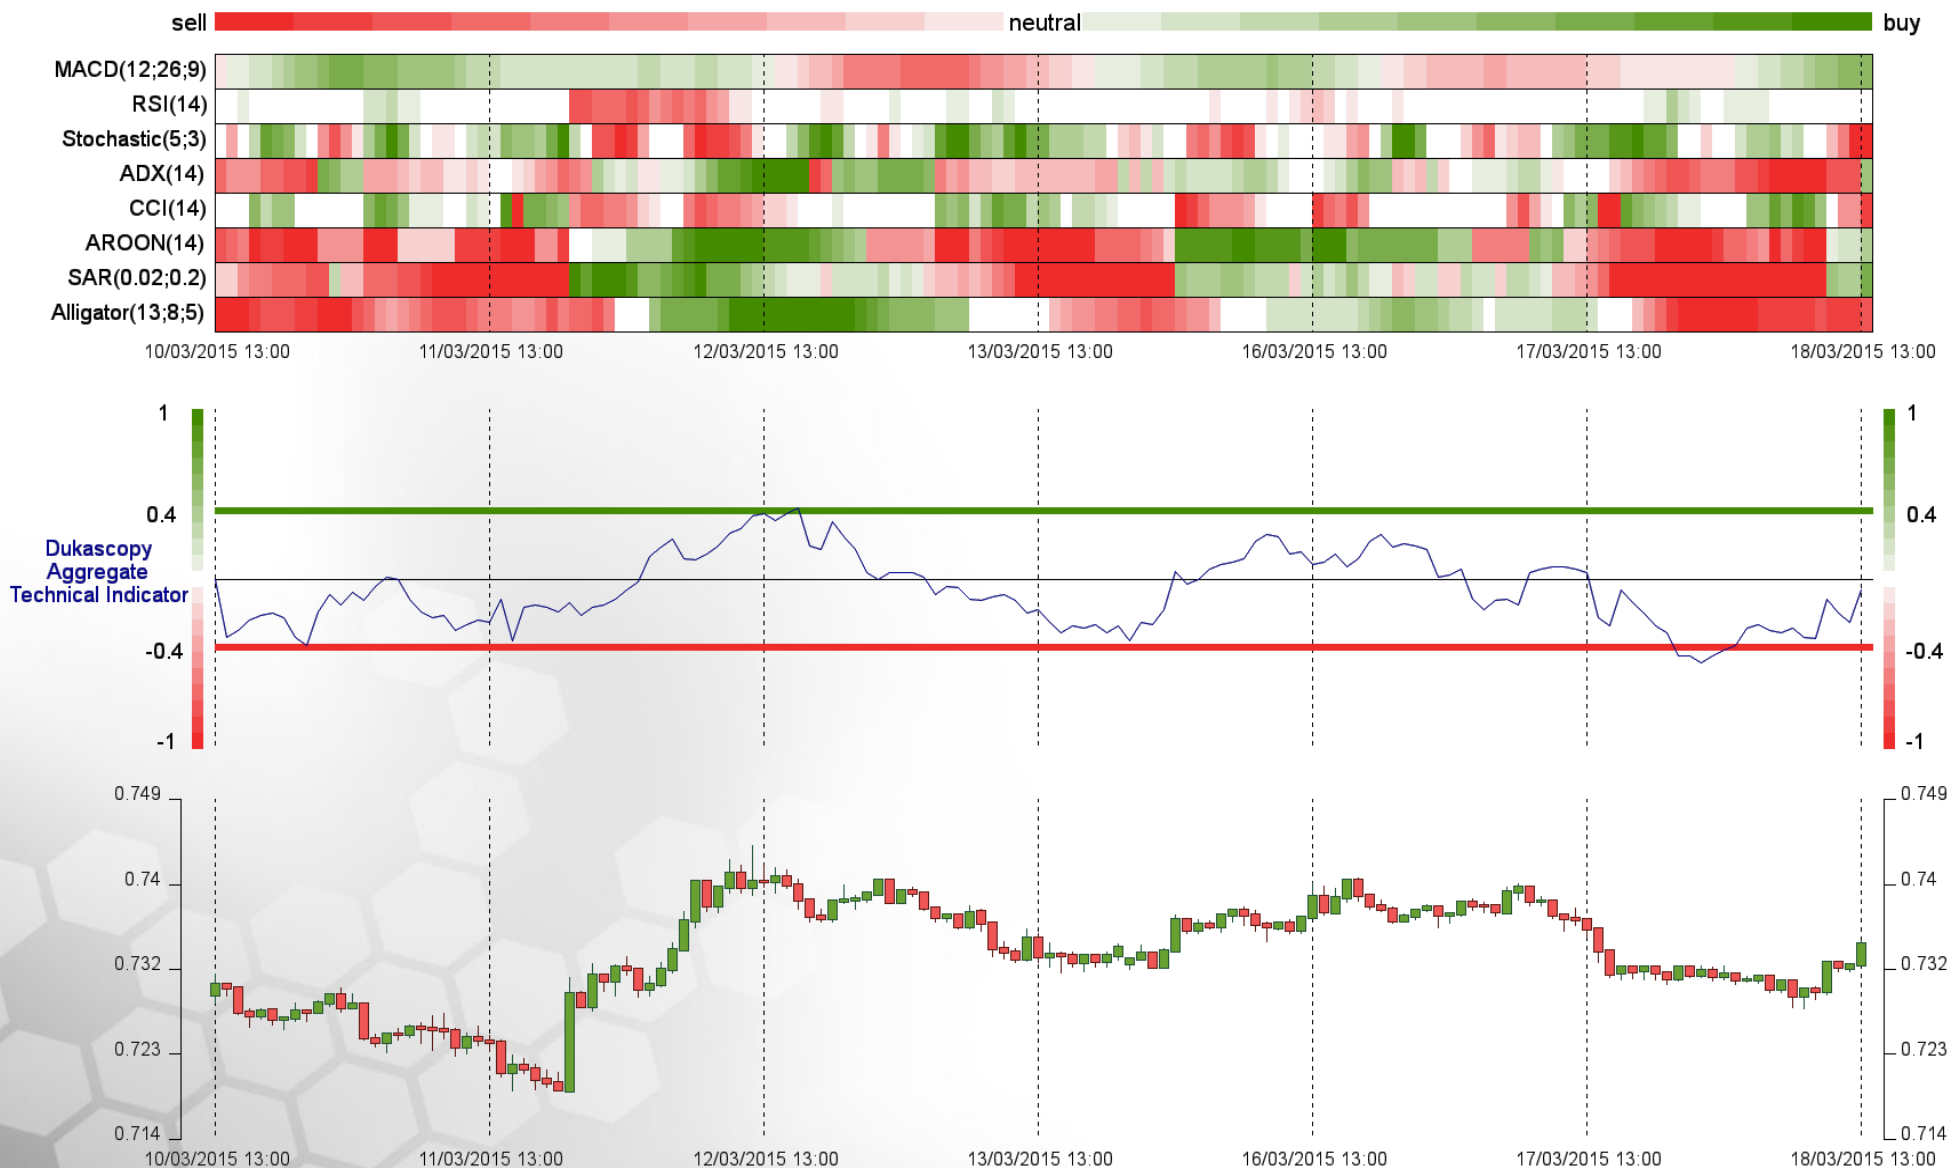 sell neutral buy
MACD(12;26;9)
RSI(14)
Stochastic(5;3)
ADX(14)
CCI(14)
AROON(14)
SAR(0.02;0.2)
Alligator(13;8;5)
10/03/2015 13:00 11/03/2015 13:00 12/03/2015 13:00 13/03/2015 13:00 16/03/2015 13:00 17/03/2015 13:00 18/03/2015 13:00
1 1
0.4 0.4
Dukascopy
Aggregate
Technical Indicator
-0.4 -0.4
-1 -1
0.749 0.749
0.74 0.74
0.732 0.732
0.723 0.723
0.714 0.714
10/03/2015 13:00 11/03/2015 13:00 12/03/2015 13:00 13/03/2015 13:00 16/03/2015 13:00 17/03/2015 13:00 18/03/2015 13:00